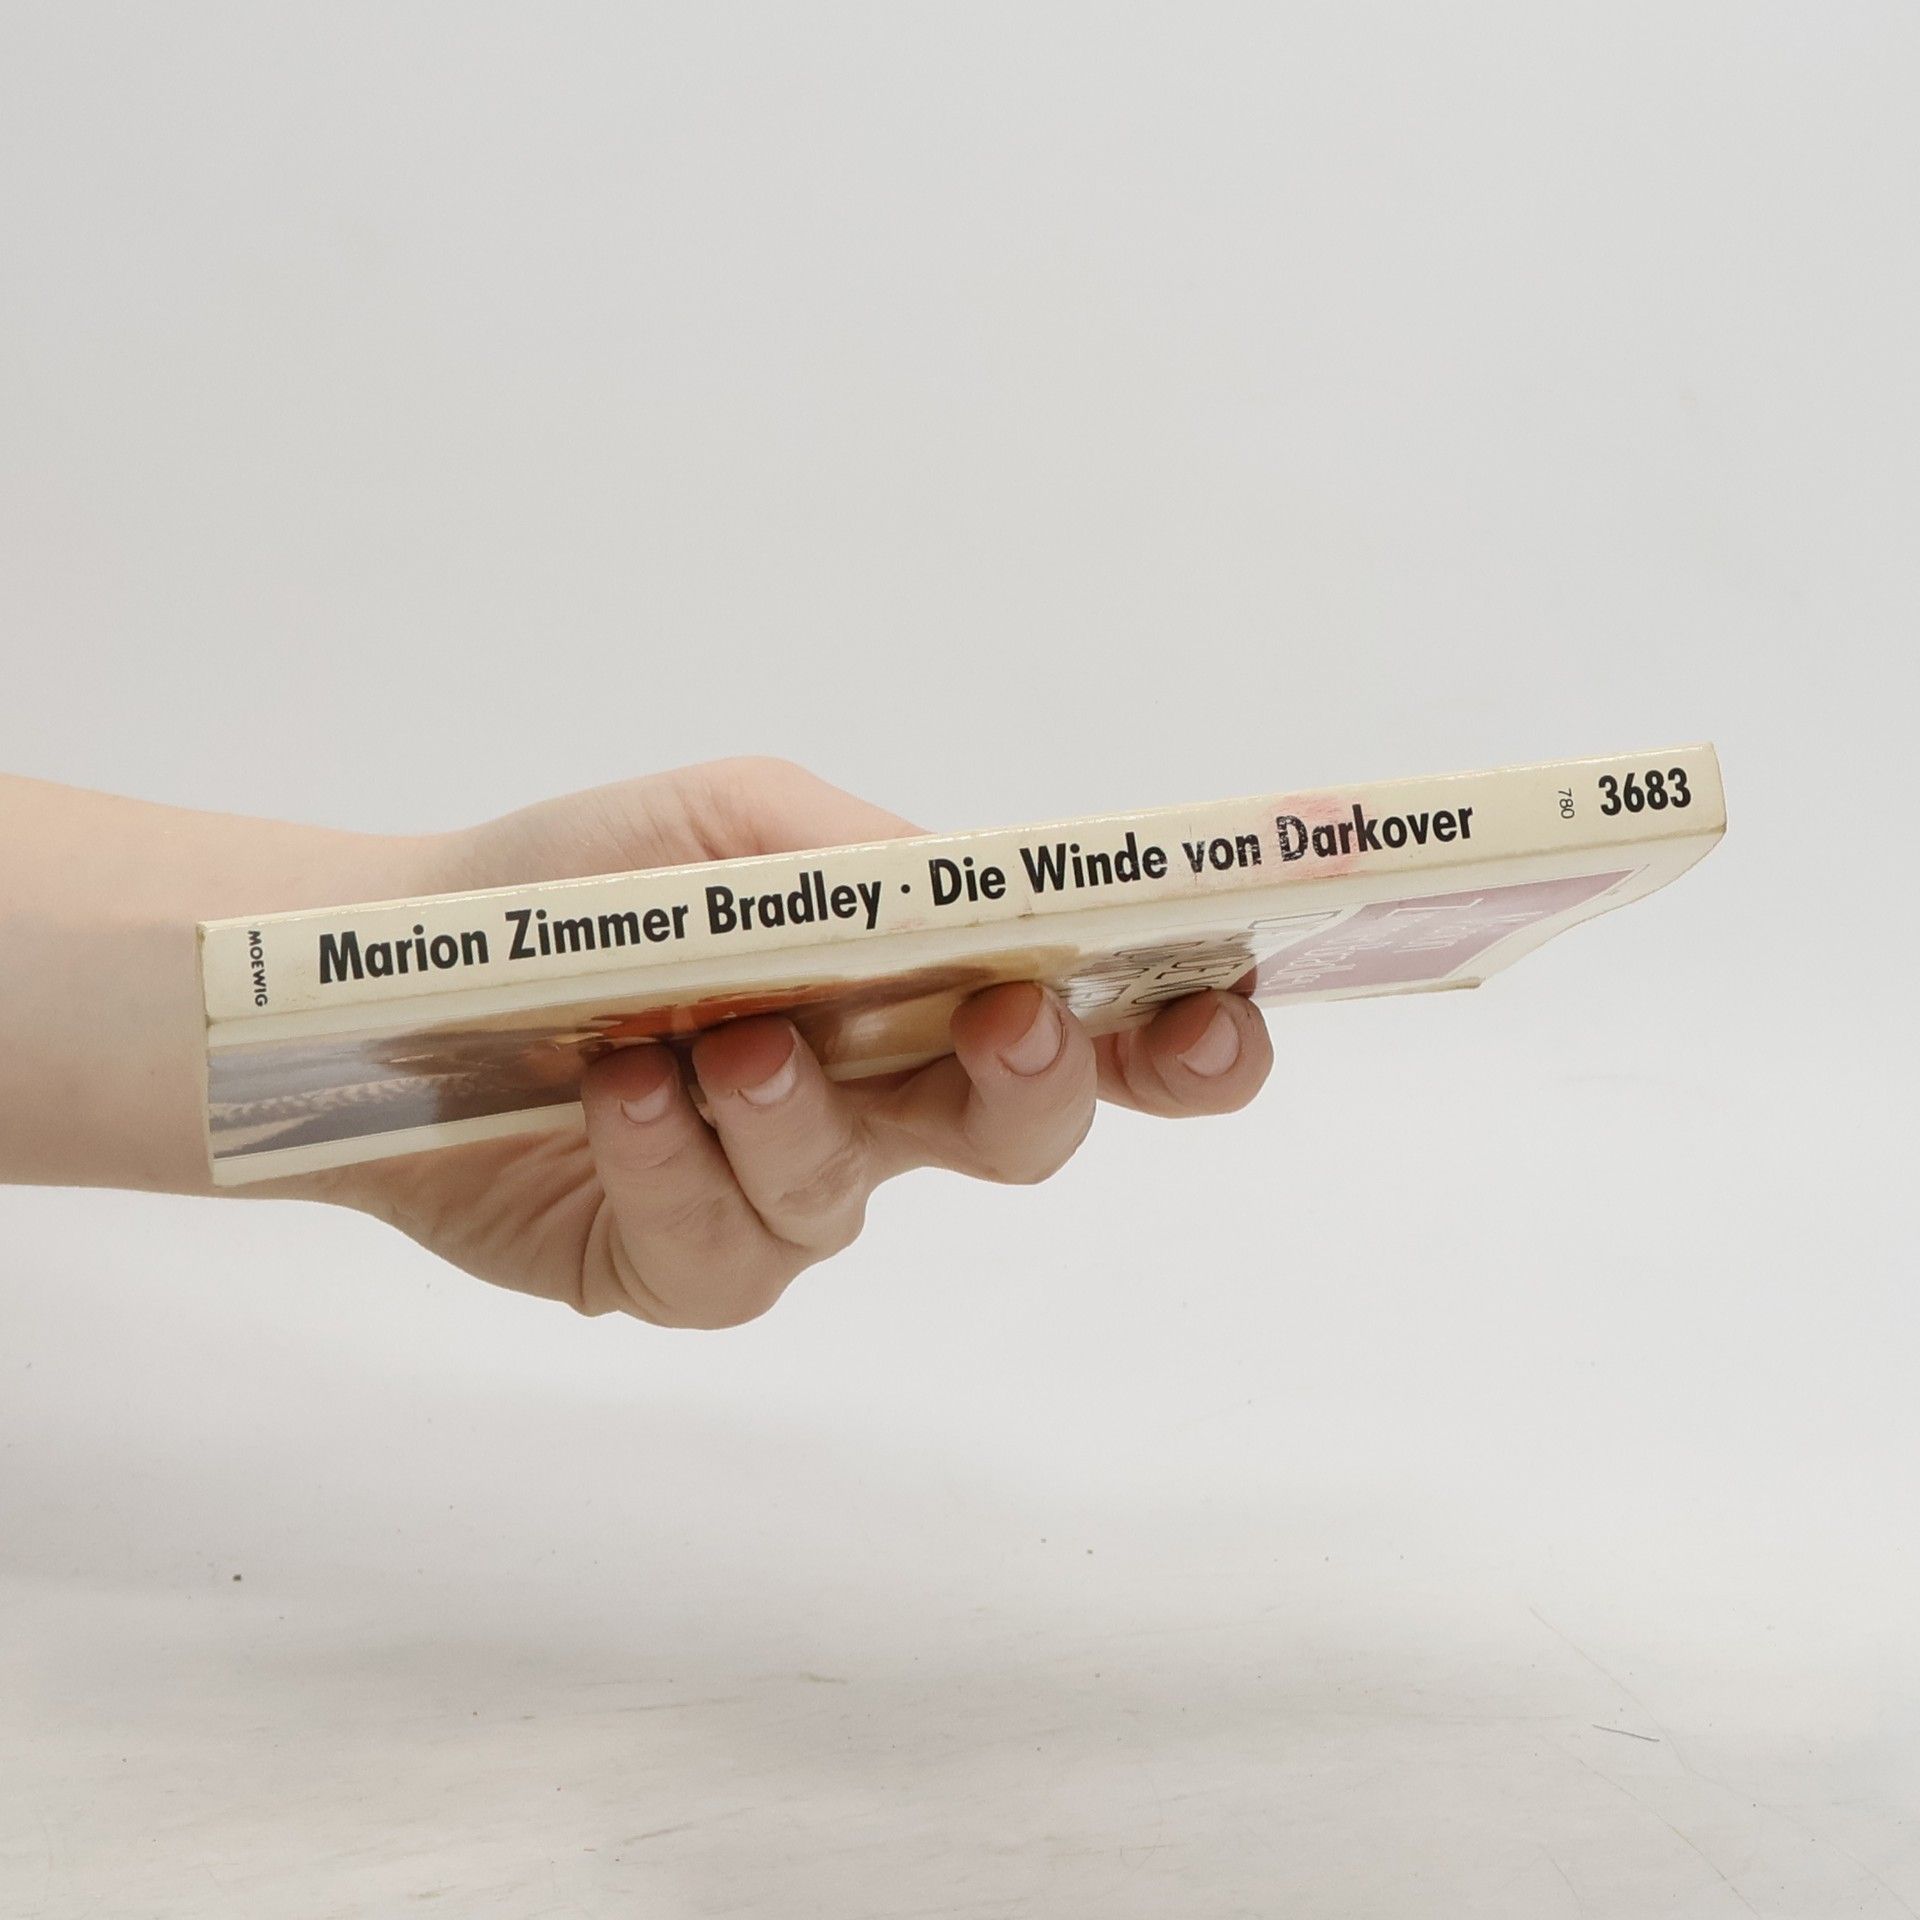 MOEWIG
Marion Zimmer Bradley · Die Winde von Darkover
780
3683